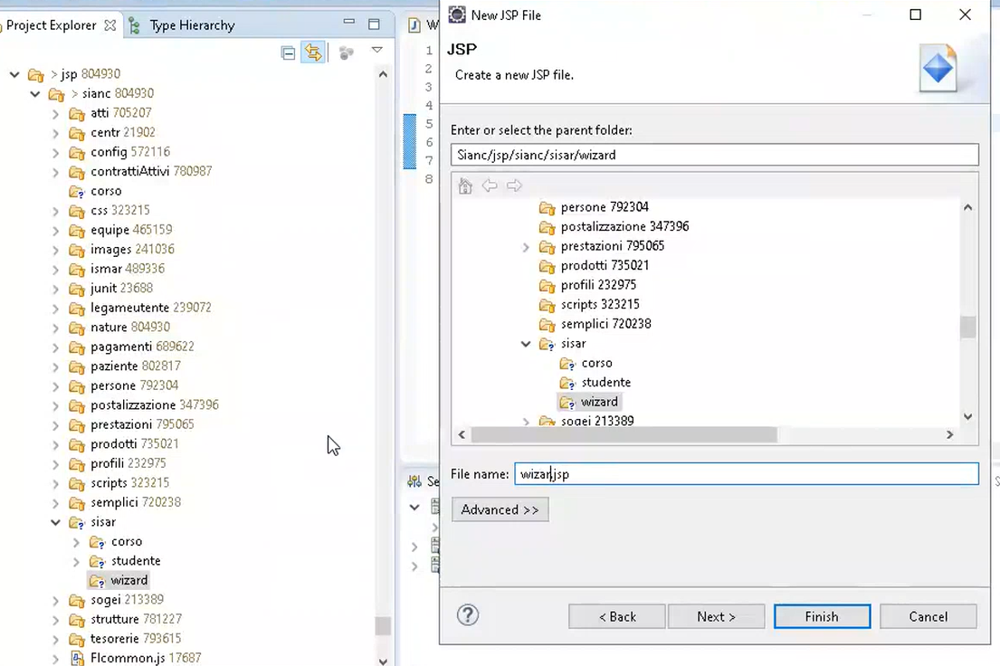 Project Explorer
Type Hierarchy
> jsp 804930
> sianc 804930
atti 705207
centr 21902
config 572116
contrattiAttivi 780987
corso
css 323215
equipe 465159
images 241036
ismar 489336
junit 23688
legameutente 239072
nature 804930
pagamenti 689622
paziente 802817
persone 792304
postalizzazione 347396
prestazioni 795065
prodotti 735021
profili 232975
scripts 323215
semplici 720238
sisar
corso
studente
wizard
sogei 213389
strutture 781227
tesorerie 793615
FIcommon.js 17687
W
1
2
3
4
5
6
7
8
Se
New JSP File
JSP
Create a new JSP file.
Enter or select the parent folder:
Sianc/jsp/sianc/sisar/wizard
persone 792304
postalizzazione 347396
prestazioni 795065
prodotti 735021
profili 232975
scripts 323215
semplici 720238
sisar
corso
studente
wizard
sogei 213389
File name: wizar.jsp
Advanced >>
< Back
Next >
Finish
Cancel